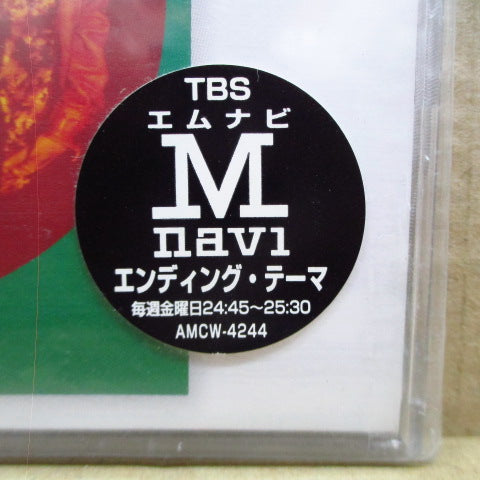 TBS
エムナビ
M
navi
エンディング・テーマ
毎週金曜日24:45～25:30
AMCW-4244